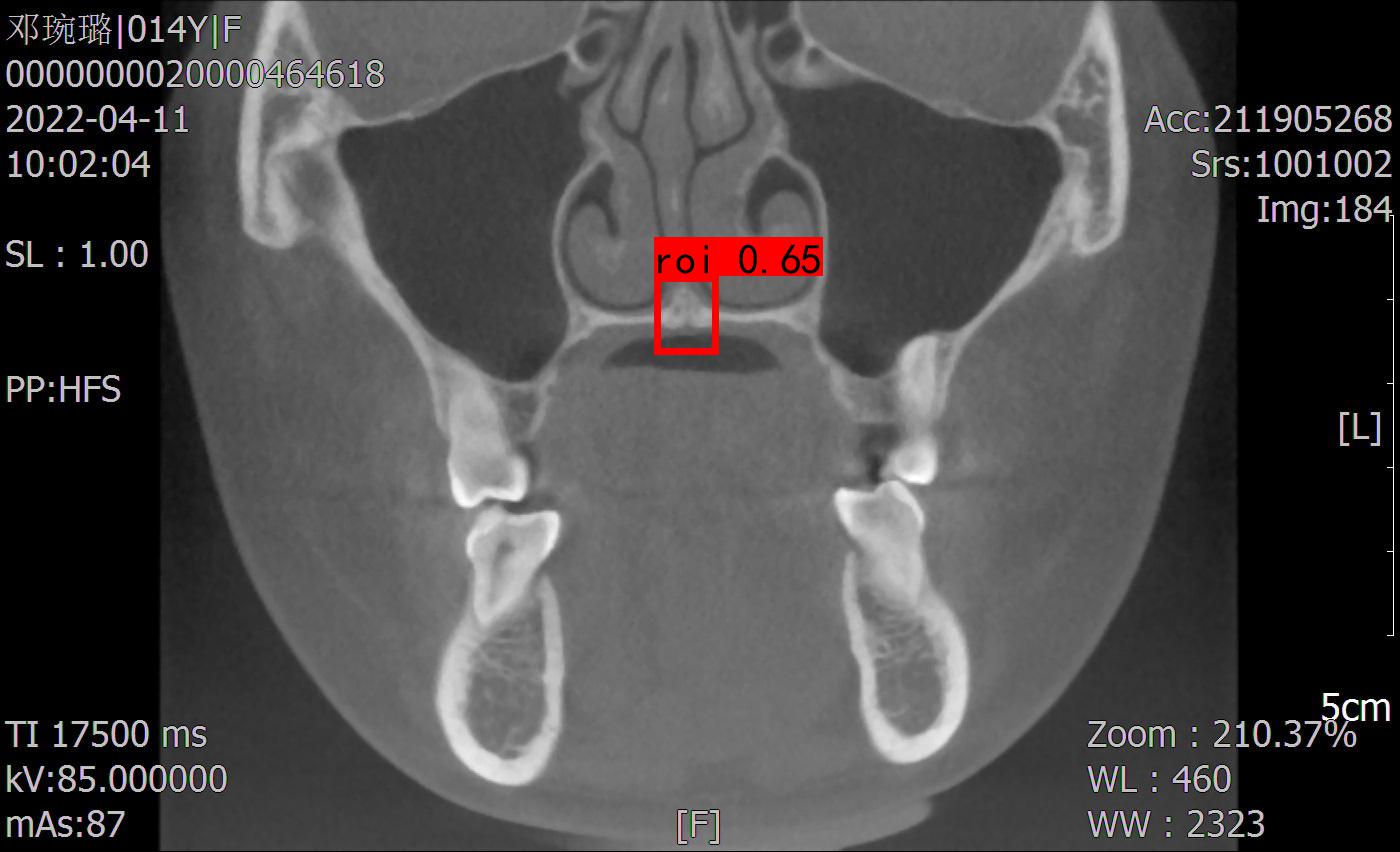 邓琬璐|014Y|F
0000000020000464618
2022-04-11
10:02:04
SL : 1.00
PP:HFS
Acc:211905268
Srs:1001002
Img:184
roi 0.65
[L]
5cm
TI 17500 ms
kV:85.000000
mAs:87
[F]
Zoom : 210.37%
WL : 460
WW : 2323